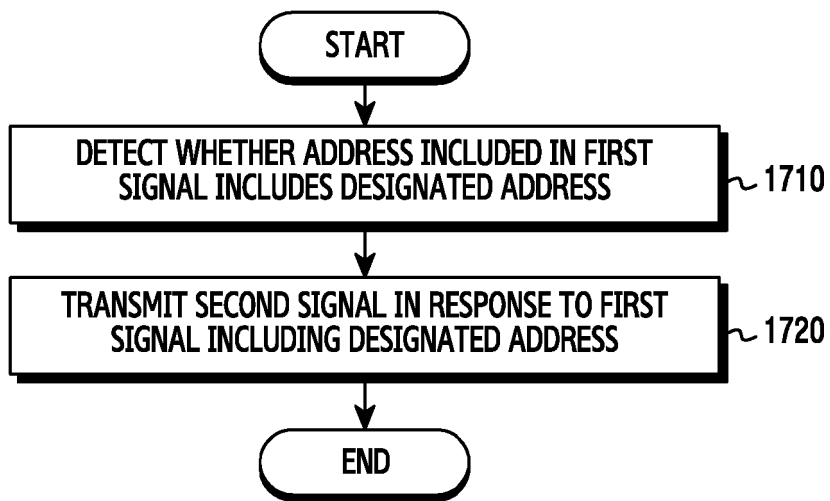 START
DETECT WHETHER ADDRESS INCLUDED IN FIRST
SIGNAL INCLUDES DESIGNATED ADDRESS
1710
TRANSMIT SECOND SIGNAL IN RESPONSE TO FIRST
SIGNAL INCLUDING DESIGNATED ADDRESS
1720
END